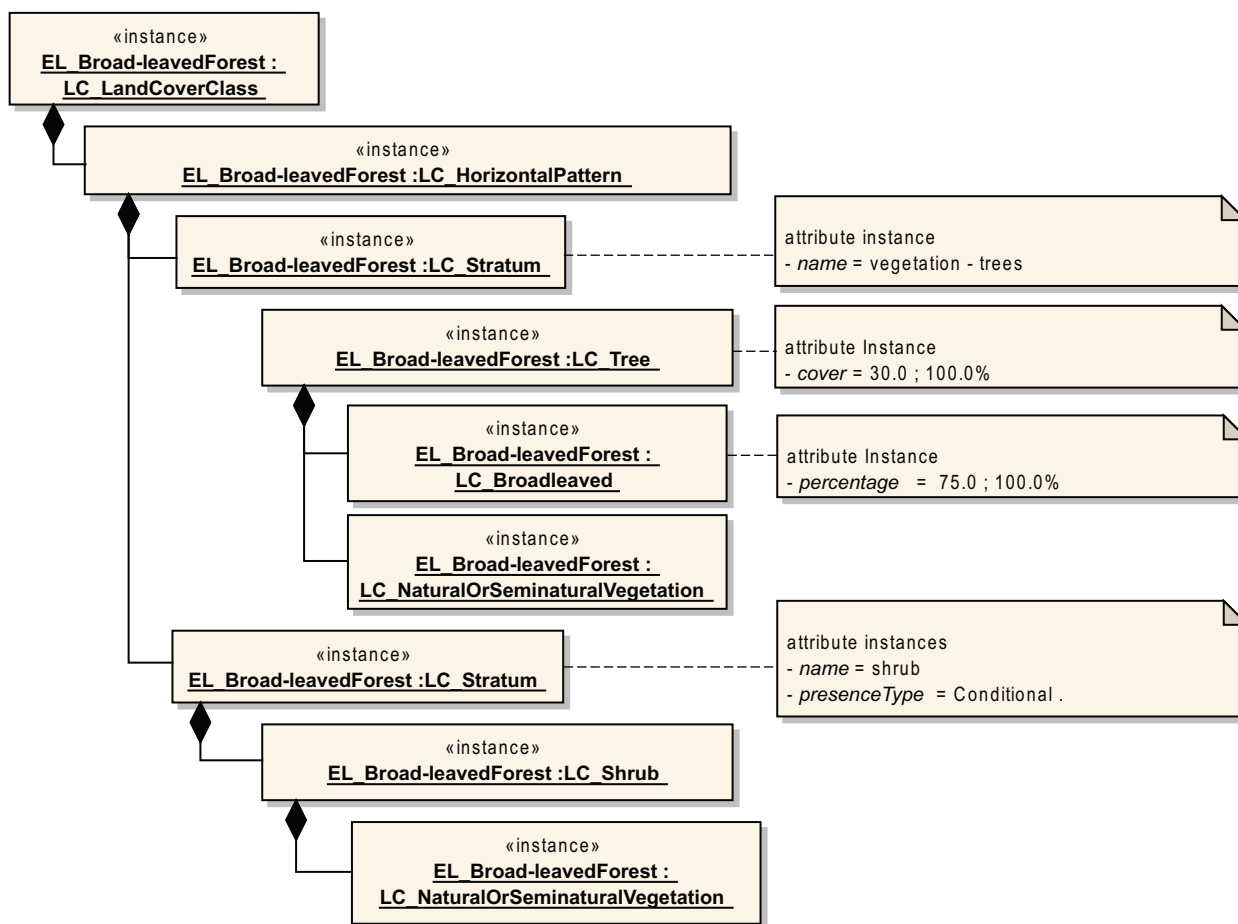 «instance»
EL_Broad-leavedForest :
LC_LandCoverClass
«instance»
EL_Broad-leavedForest :LC_HorizontalPattern
«instance»
EL_Broad-leavedForest :LC_Stratum
attribute instance
- name = vegetation - trees
«instance»
EL_Broad-leavedForest :LC_Tree
attribute Instance
- cover = 30.0 ; 100.0%
«instance»
EL_Broad-leavedForest :
LC_Broadleaved
attribute Instance
- percentage = 75.0 ; 100.0%
«instance»
EL_Broad-leavedForest :
LC_NaturalOrSeminaturalVegetation
«instance»
EL_Broad-leavedForest :LC_Stratum
attribute instances
- name = shrub
- presenceType = Conditional .
«instance»
EL_Broad-leavedForest :LC_Shrub
«instance»
EL_Broad-leavedForest :
LC_NaturalOrSeminaturalVegetation